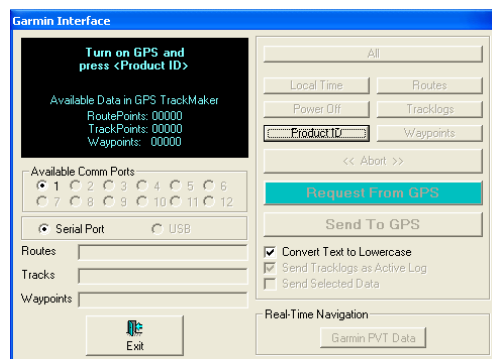 Garmin Interface
Turn on GPS and
press <Product ID>
Available Data in GPS TrackMaker
RoutePoints: 00000
TrackPoints: 00000
Waypoints: 00000
Available Comm Ports
1 2 3 4 5 6
7 8 9 10 11 12
Serial Port USB
Routes
Tracks
Waypoints
Exit
All
Local Time Routes
Power Off Tracklogs
Product ID Waypoints
<< Abort >>
Request From GPS
Send To GPS
Convert Text to Lowercase
Send Tracklogs as Active Log
Send Selected Data
Real-Time Navigation
Garmin PVT Data